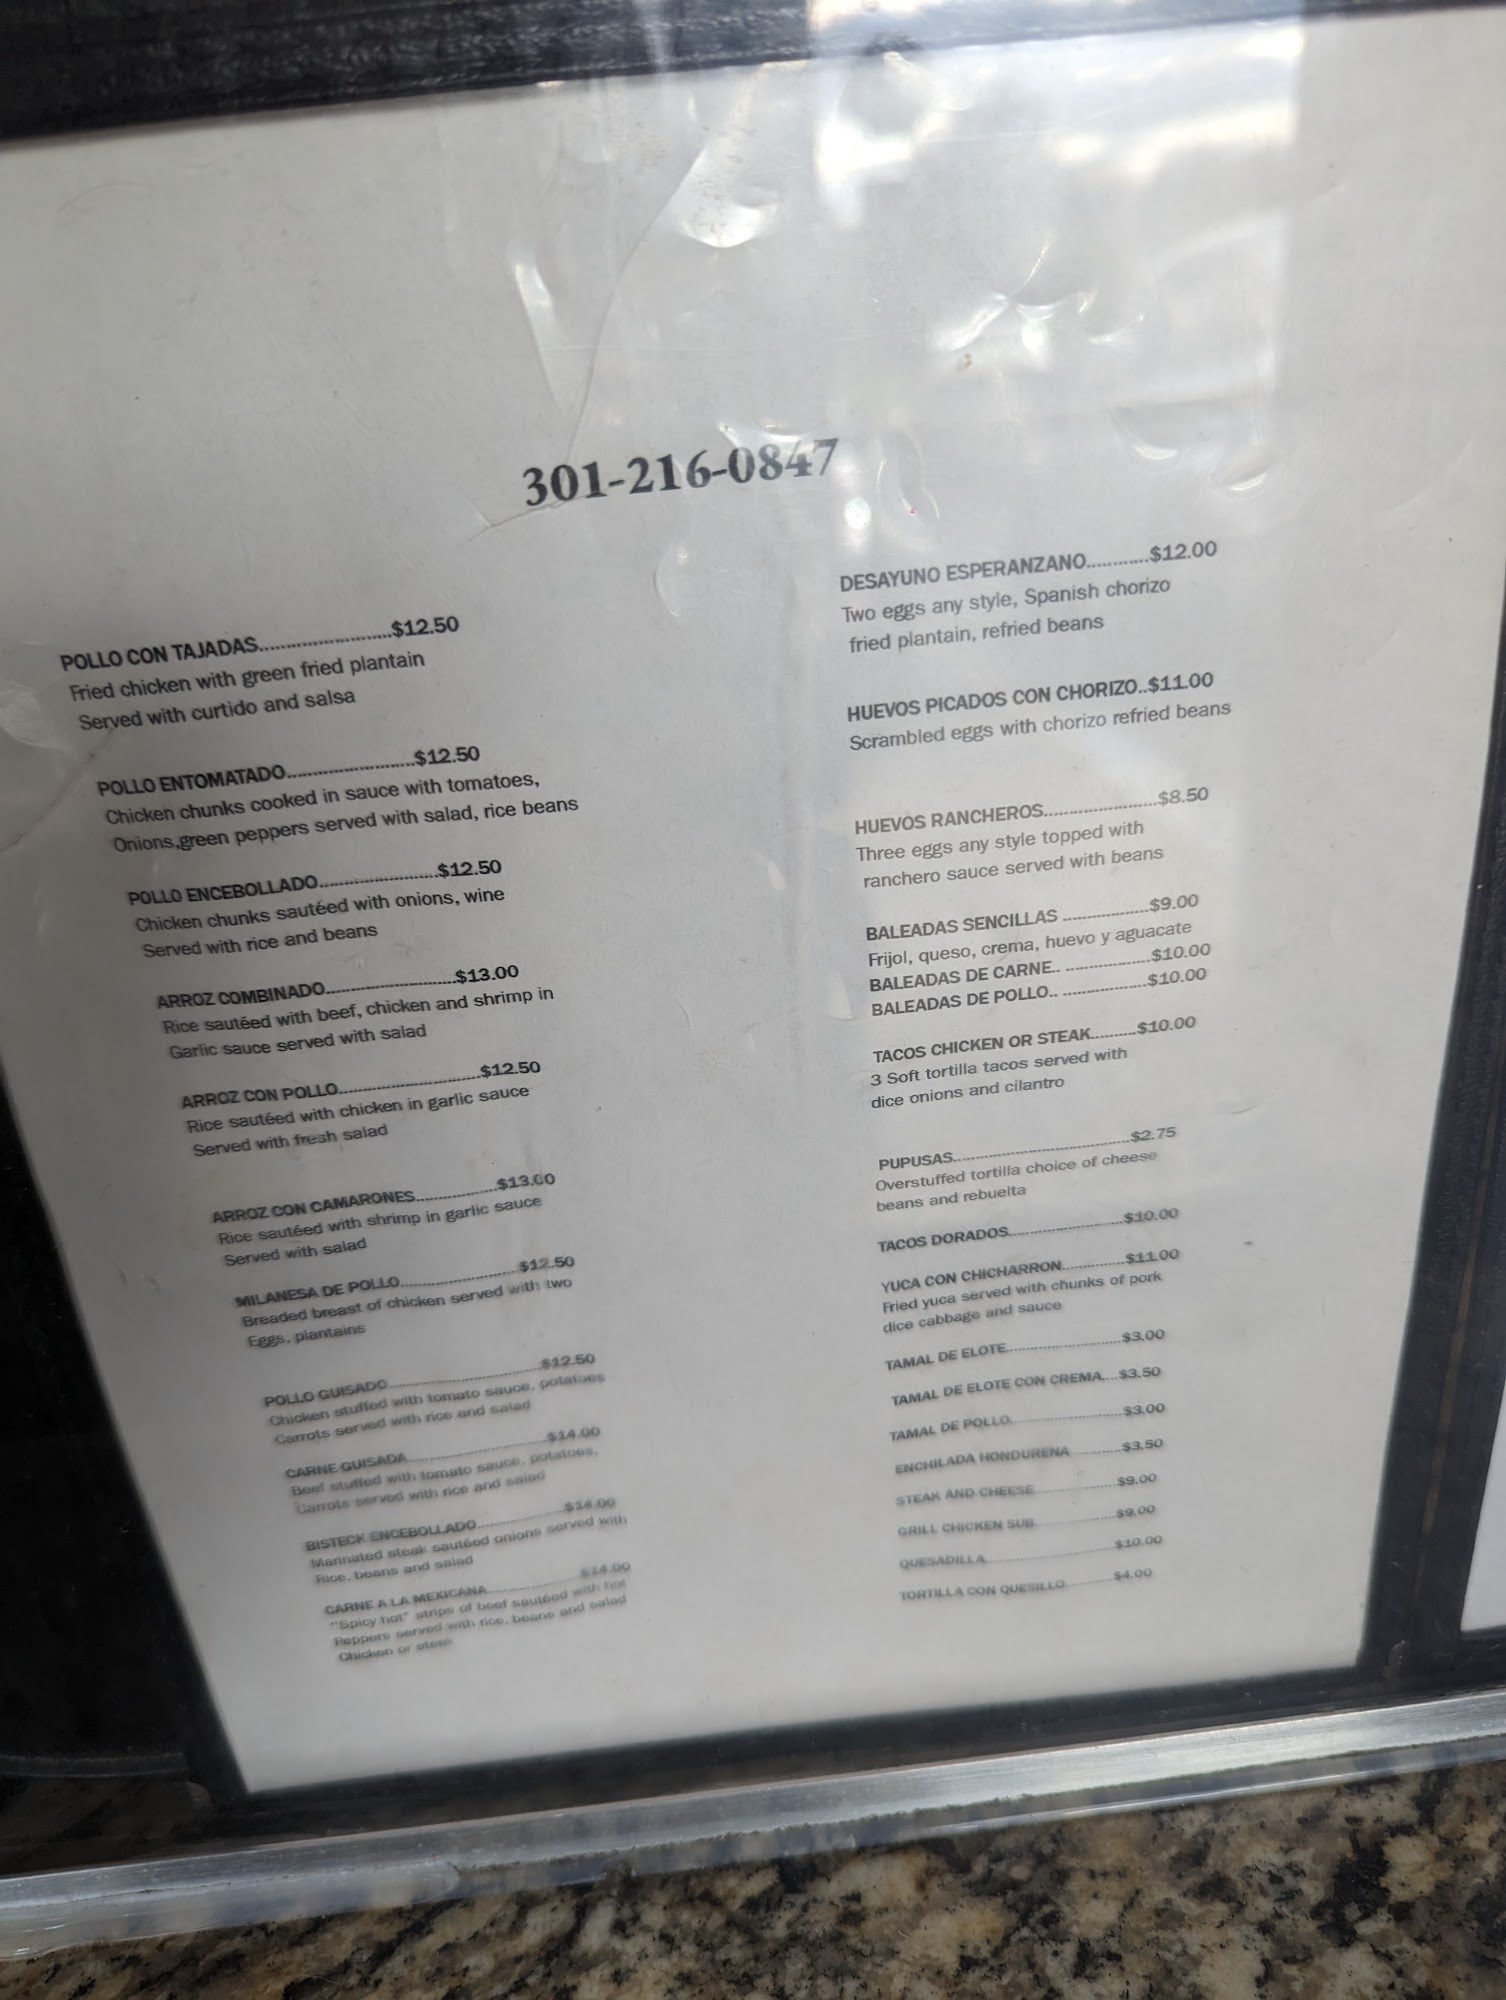 301-216-0847
POLLO CON TAJADAS.........................$12.50
Fried chicken with green fried plantain
Served with curtido and salsa
POLLO ENTOMATADO.........................$12.50
Chicken chunks cooked in sauce with tomatoes,
Onions,green peppers served with salad, rice beans
POLLO ENCEBOLLADO.........................$12.50
Chicken chunks sautéed with onions, wine
Served with rice and beans
ARROZ COMBINADO.........................$13.00
Rice sautéed with beef, chicken and shrimp in
Garlic sauce served with salad
ARROZ CON POLLO.........................$12.50
Rice sautéed with chicken in garlic sauce
Served with fresh salad
ARROZ CON CAMARONES................$13.00
Rice sautéed with shrimp in garlic sauce
Served with salad
MILANESA DE POLLO.......................$12.50
Breaded breast of chicken served with two
Eggs, plantains
POLLO GUISADO.............................$12.50
Chicken stuffed with tomato sauce, potatoes
Carrots served with rice and salad
CARNE GUISADA.............................$14.00
Beef stuffed with tomato sauce, potatoes,
Carrots served with rice and salad
BISTECK ENCEBOLLADO.................$14.00
Marinated steak sautéed onions served with
Rice, beans and salad
CARNE A LA MEXICANA...................$14.00
"Spicy hot" strips of beef sautéed with hot
Peppers served with rice, beans and salad
Chicken or steak
DESAYUNO ESPERANZANO............$12.00
Two eggs any style, Spanish chorizo
fried plantain, refried beans
HUEVOS PICADOS CON CHORIZO..$11.00
Scrambled eggs with chorizo refried beans
HUEVOS RANCHEROS......................$8.50
Three eggs any style topped with
ranchero sauce served with beans
BALEADAS SENCILLAS .................$9.00
Frijol, queso, crema, huevo y aguacate
BALEADAS DE CARNE.. .................$10.00
BALEADAS DE POLLO.. .................$10.00
TACOS CHICKEN OR STEAK.........$10.00
3 Soft tortilla tacos served with
dice onions and cilantro
PUPUSAS....................................$2.75
Overstuffed tortilla choice of cheese
beans and rebuelta
TACOS DORADOS........................$10.00
YUCA CON CHICHARRON.............$11.00
Fried yuca served with chunks of pork
dice cabbage and sauce
TAMAL DE ELOTE........................$3.00
TAMAL DE ELOTE CON CREMA....$3.50
TAMAL DE POLLO........................$3.00
ENCHILADA HONDURENA............$3.50
STEAK AND CHEESE.....................$9.00
GRILL CHICKEN SUB.....................$9.00
QUESADILLA................................$10.00
TORTILLA CON QUESILLO............$4.00